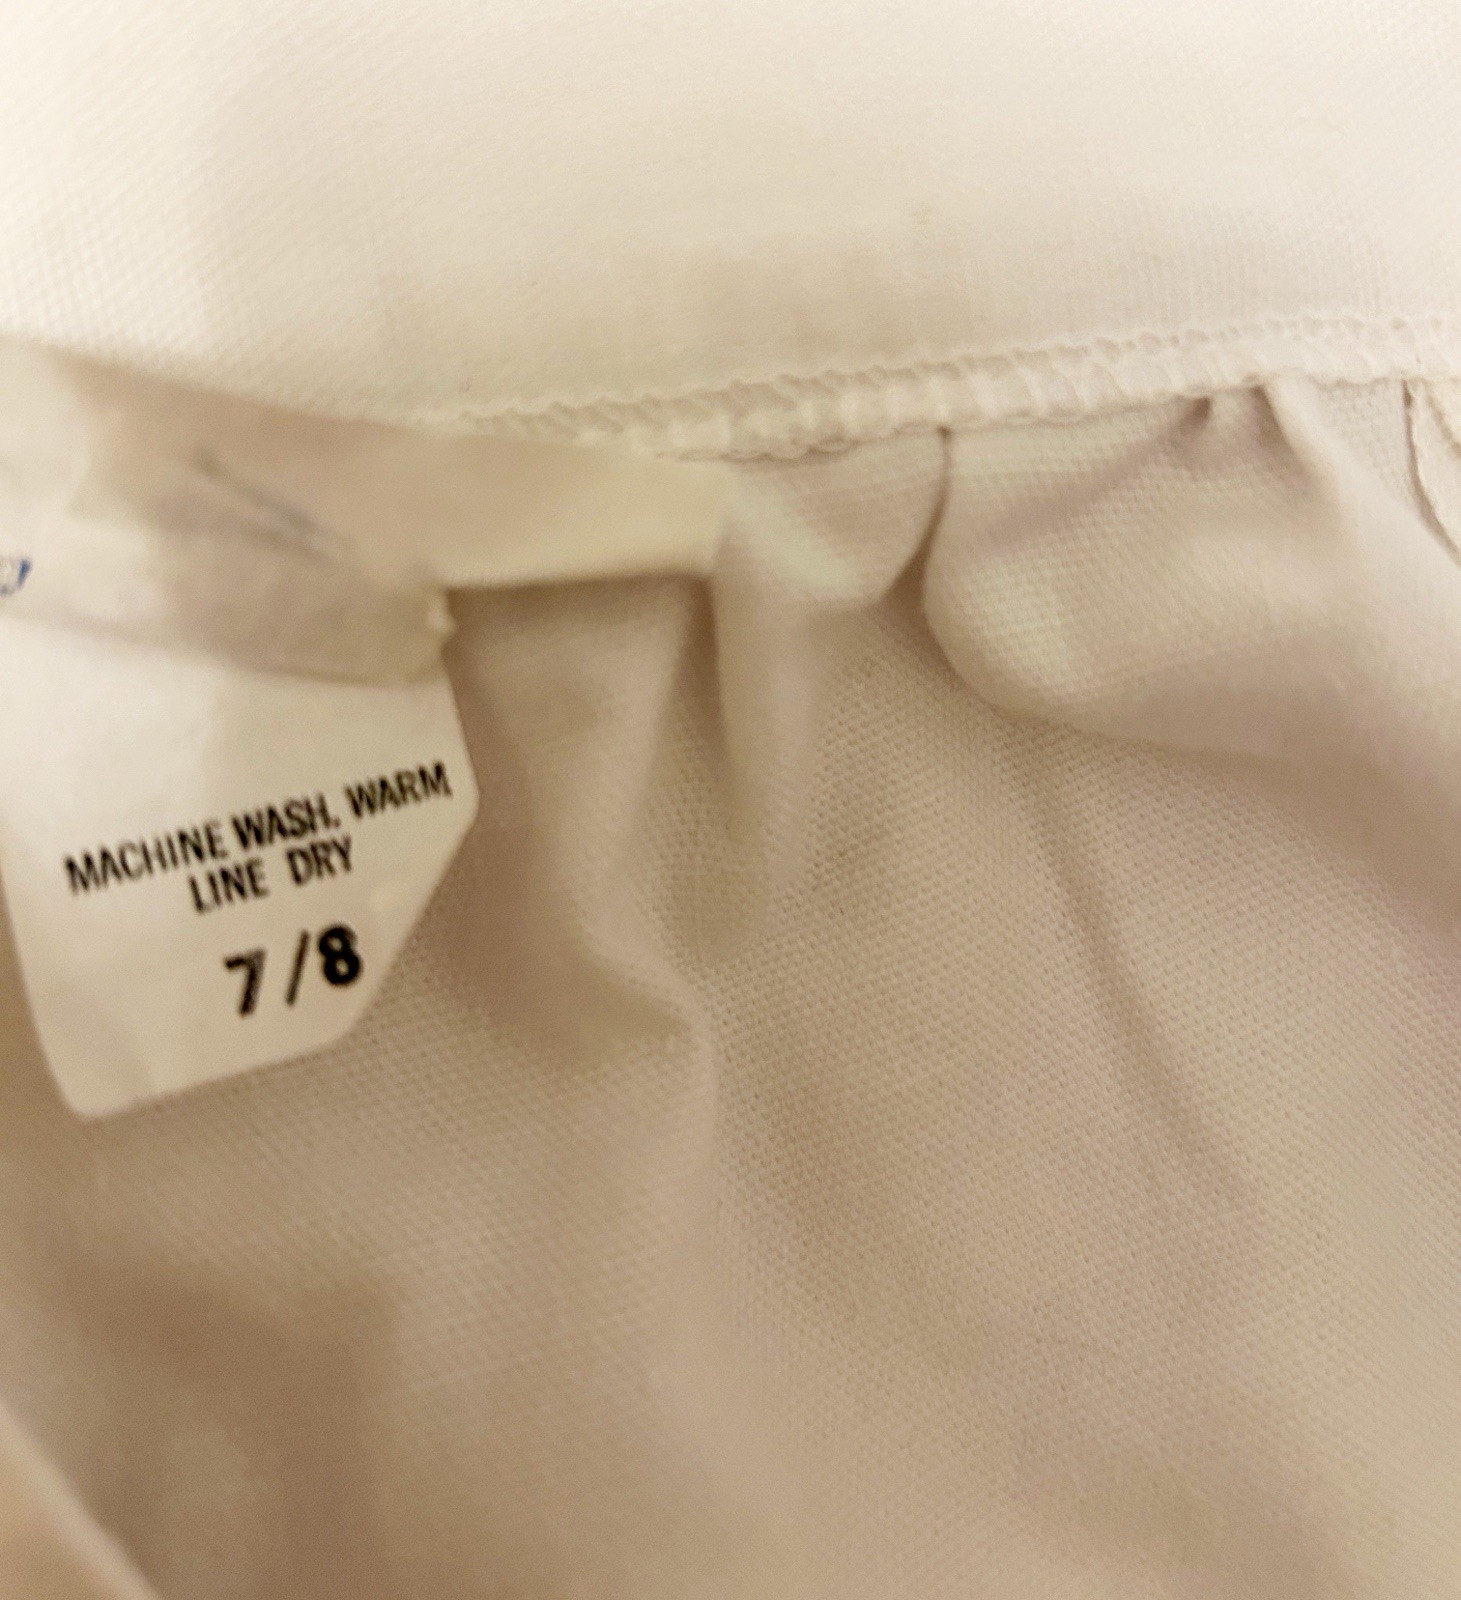 MACHINE WASH. WARM
LINE DRY
7/8